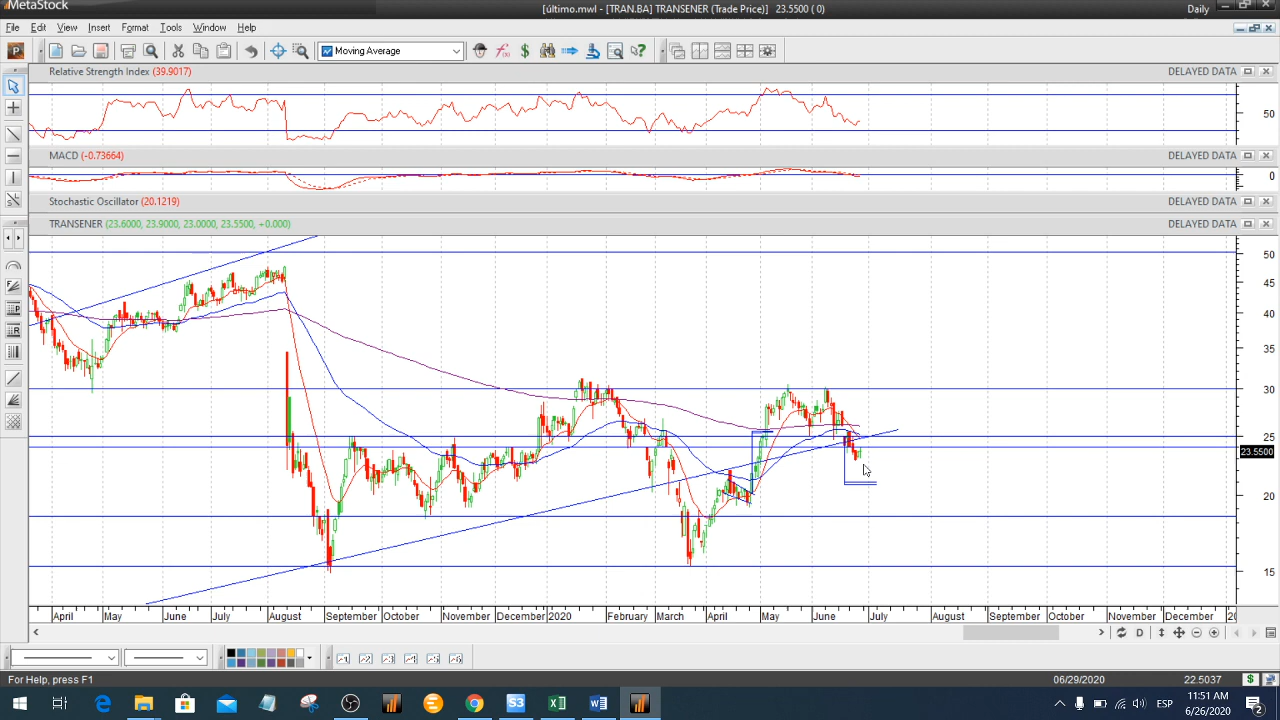 MetaStock
[último.mwl - [TRAN.BA] TRANSENER (Trade Price)] 23.5500 ( 0)
Daily
File Edit View Insert Format Tools Window Help
Moving Average
Relative Strength Index (39.9017)
DELAYED DATA
50
MACD (-0.73664)
DELAYED DATA
0
Stochastic Oscillator (20.1219)
DELAYED DATA
TRANSENER (23.6000, 23.9000, 23.0000, 23.5500, +0.000)
DELAYED DATA
50
45
40
35
30
25
23.5500
20
15
April May June July August September October November December 2020 February March April May June July August September October November December
For Help, press F1
06/29/2020
22.5037
ESP
11:51 AM
6/26/2020